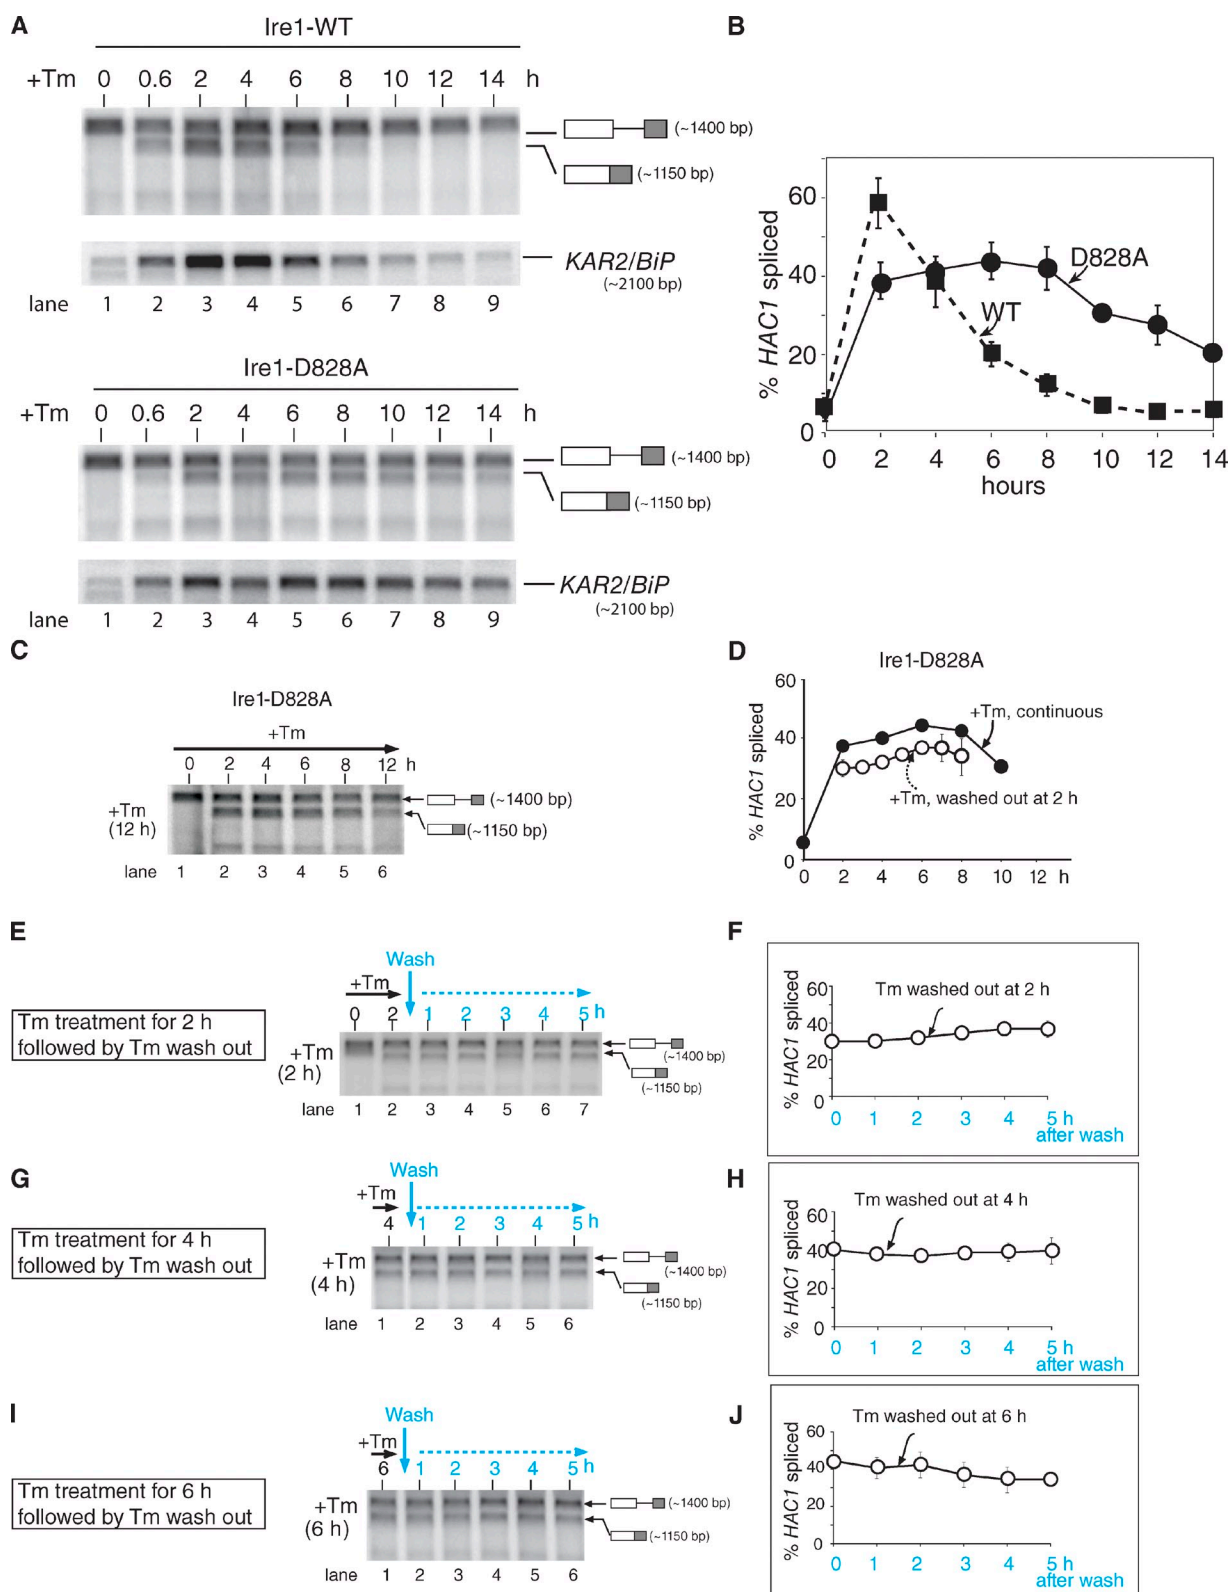 A
Ire1-WT
+Tm 0 0.6 2 4 6 8 10 12 14 h
(~1400 bp)
(~1150 bp)
KAR2/BiP
(~2100 bp)
lane 1 2 3 4 5 6 7 8 9
Ire1-D828A
+Tm 0 0.6 2 4 6 8 10 12 14 h
(~1400 bp)
(~1150 bp)
KAR2/BiP
(~2100 bp)
lane 1 2 3 4 5 6 7 8 9
B
% HAC1 spliced
60
40
20
0
D828A
WT
0 2 4 6 8 10 12 14
hours
C
Ire1-D828A
+Tm
0 2 4 6 8 12 h
+Tm
(12 h)
(~1400 bp)
(~1150 bp)
lane 1 2 3 4 5 6
D
Ire1-D828A
% HAC1 spliced
60
40
20
0
+Tm, continuous
+Tm, washed out at 2 h
0 2 4 6 8 10 12 h
E
Tm treatment for 2 h
followed by Tm wash out
Wash
+Tm
0 2 1 2 3 4 5 h
+Tm
(2 h)
(~1400 bp)
(~1150 bp)
lane 1 2 3 4 5 6 7
F
% HAC1 spliced
60
40
20
0
Tm washed out at 2 h
0 1 2 3 4 5 h
after wash
G
Tm treatment for 4 h
followed by Tm wash out
Wash
+Tm
4 1 2 3 4 5 h
+Tm
(4 h)
(~1400 bp)
(~1150 bp)
lane 1 2 3 4 5 6
H
% HAC1 spliced
60
40
20
0
Tm washed out at 4 h
0 1 2 3 4 5 h
after wash
I
Tm treatment for 6 h
followed by Tm wash out
Wash
+Tm
6 1 2 3 4 5 h
+Tm
(6 h)
(~1400 bp)
(~1150 bp)
lane 1 2 3 4 5 6
J
% HAC1 spliced
60
40
20
0
Tm washed out at 6 h
0 1 2 3 4 5 h
after wash